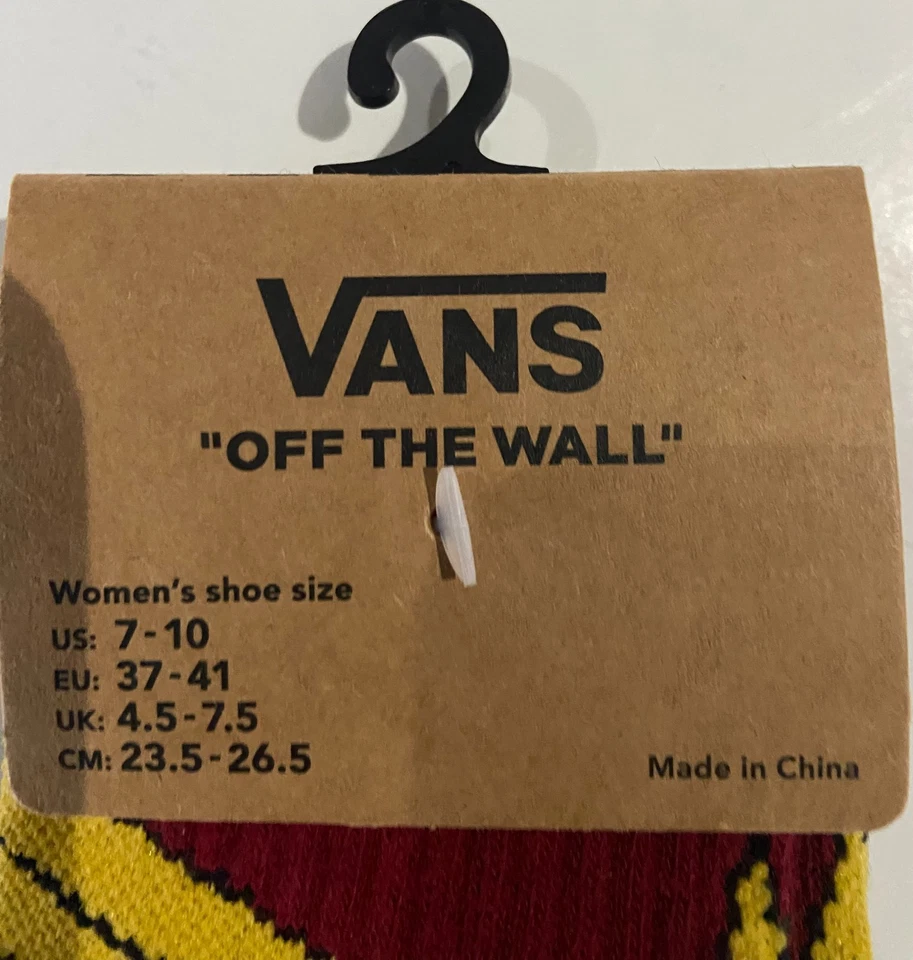 VANS
"OFF THE WALL"
Women's shoe size
US: 7-10
EU: 37-41
UK: 4.5-7.5
CM: 23.5-26.5
Made in China